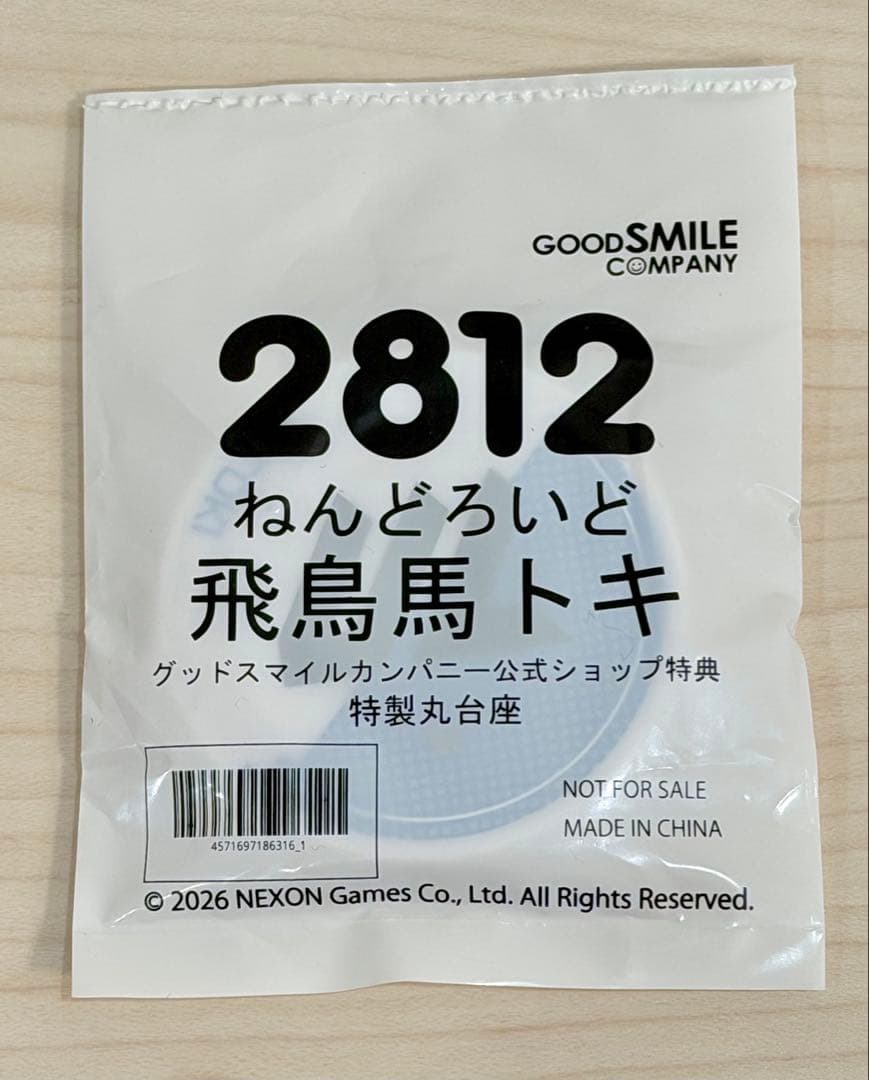 GOODSMILE
COMPANY
2812
ねんどろいど
飛鳥馬トキ
グッドスマイルカンパニー公式ショップ特典
特製丸台座
4571697186316_1
NOT FOR SALE
MADE IN CHINA
© 2026 NEXON Games Co., Ltd. All Rights Reserved.